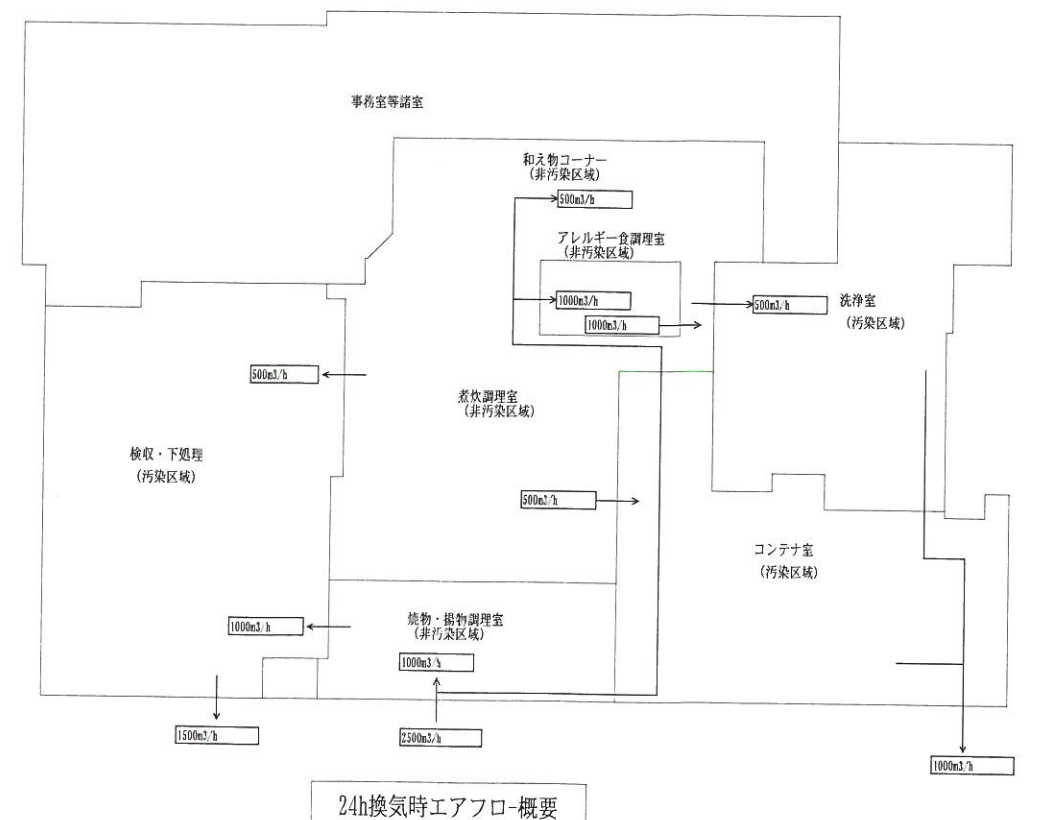 事務室等諸室
和え物コーナー
(非汚染区域)
500m3/h
アレルギー食調理室
(非汚染区域)
1000m3/h
1000m3/h
500m3/h
洗浄室
(汚染区域)
500m3/h
煮炊調理室
(非汚染区域)
検収・下処理
(汚染区域)
500m3/h
コンテナ室
(汚染区域)
1000m3/h
焼物・揚物調理室
(非汚染区域)
1000m3/h
1500m3/h
2500m3/h
1000m3/h
24h換気時エアフロー概要